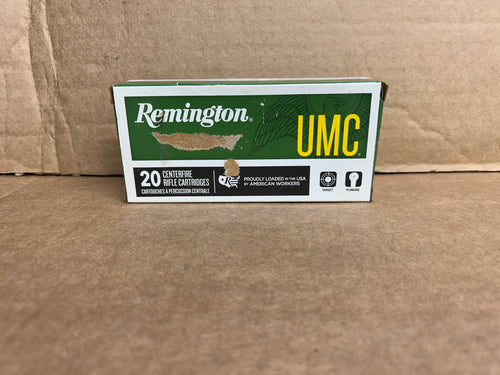 Remington®
UMC®
20 CENTERFIRE
RIFLE CARTRIDGES
CARTOUCHES À PERCUSSION CENTRALE
PROUDLY LOADED IN THE USA
BY AMERICAN WORKERS
TARGET
PLINKING